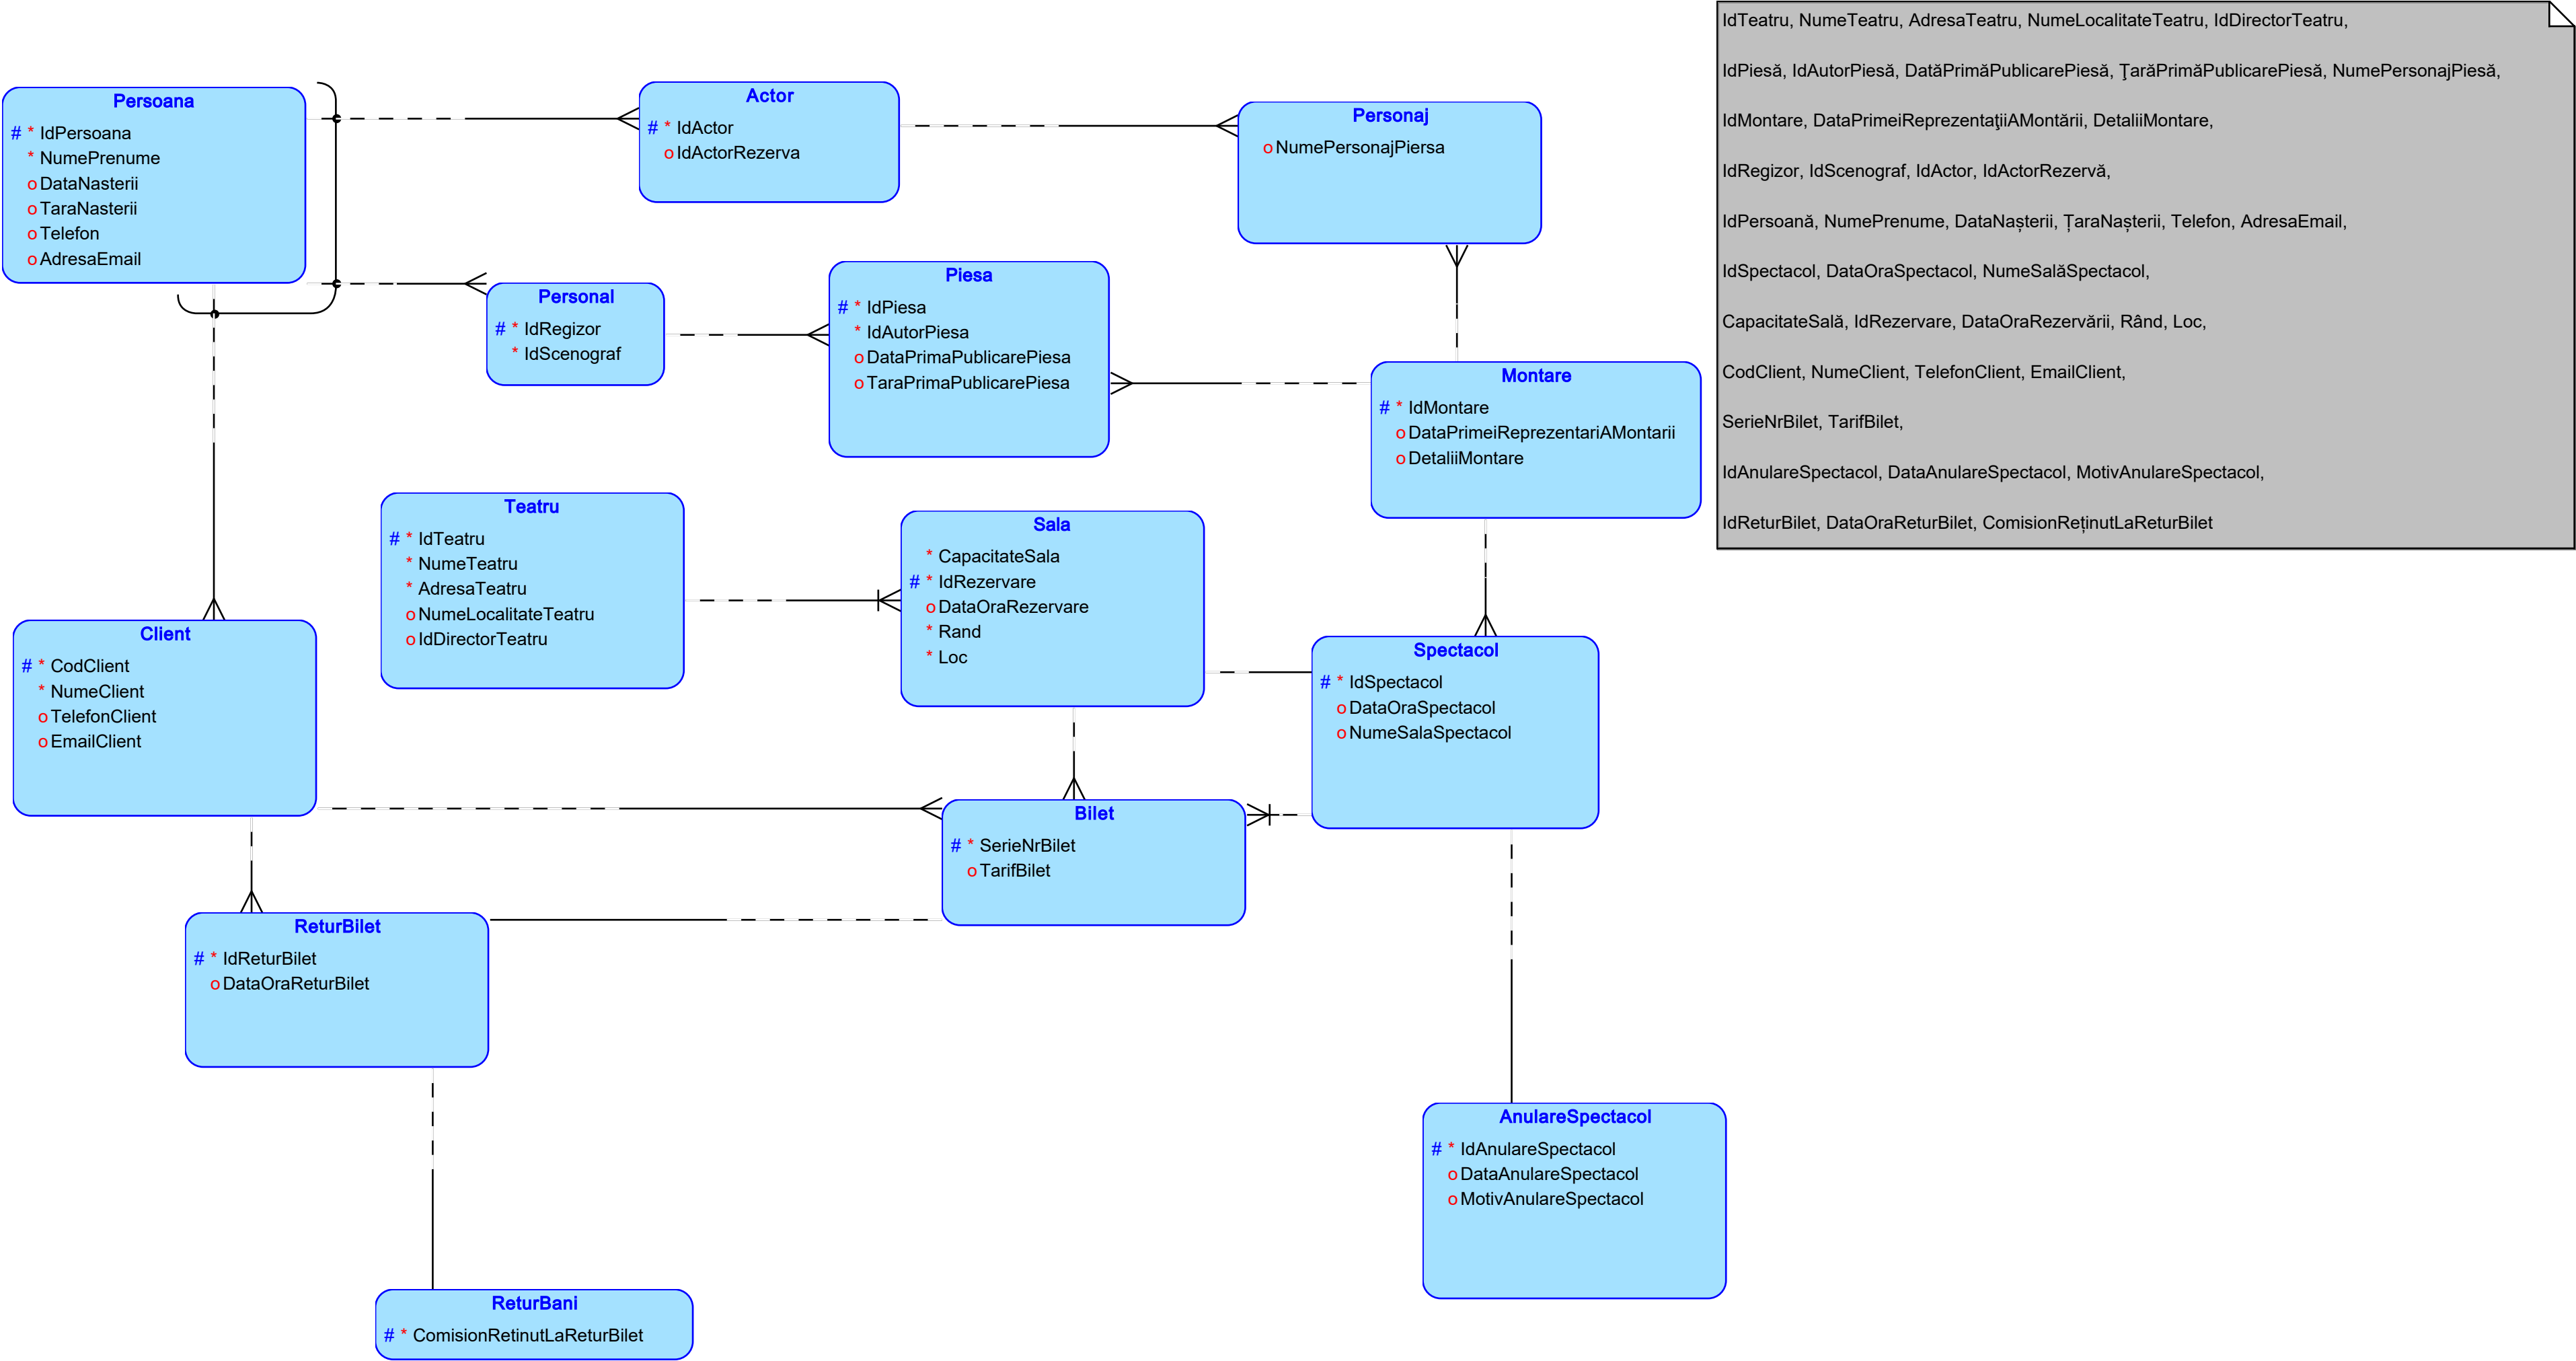 Persoana
# * IdPersoana
* NumePrenume
o DataNasterii
o TaraNasterii
o Telefon
o AdresaEmail
Actor
# * IdActor
o IdActorRezerva
Personaj
o NumePersonajPiersa
IdTeatru, NumeTeatru, AdresaTeatru, NumeLocalitateTeatru, IdDirectorTeatru,
IdPiesă, IdAutorPiesă, DatăPrimăPublicarePiesă, ŢarăPrimăPublicarePiesă, NumePersonajPiesă,
IdMontare, DataPrimeiReprezentaţiiAMontării, DetaliiMontare,
IdRegizor, IdScenograf, IdActor, IdActorRezervă,
IdPersoană, NumePrenume, DataNașterii, ȚaraNașterii, Telefon, AdresaEmail,
IdSpectacol, DataOraSpectacol, NumeSalăSpectacol,
CapacitateSală, IdRezervare, DataOraRezervării, Rând, Loc,
CodClient, NumeClient, TelefonClient, EmailClient,
SerieNrBilet, TarifBilet,
IdAnulareSpectacol, DataAnulareSpectacol, MotivAnulareSpectacol,
IdReturBilet, DataOraReturBilet, ComisionReținutLaReturBilet
Personal
# * IdRegizor
* IdScenograf
Piesa
# * IdPiesa
* IdAutorPiesa
o DataPrimaPublicarePiesa
o TaraPrimaPublicarePiesa
Montare
# * IdMontare
o DataPrimeiReprezentariAMontarii
o DetaliiMontare
Teatru
# * IdTeatru
* NumeTeatru
* AdresaTeatru
o NumeLocalitateTeatru
o IdDirectorTeatru
Sala
* CapacitateSala
# * IdRezervare
o DataOraRezervare
* Rand
* Loc
Client
# * CodClient
* NumeClient
o TelefonClient
o EmailClient
Spectacol
# * IdSpectacol
o DataOraSpectacol
o NumeSalaSpectacol
Bilet
# * SerieNrBilet
o TarifBilet
ReturBilet
# * IdReturBilet
o DataOraReturBilet
AnulareSpectacol
# * IdAnulareSpectacol
o DataAnulareSpectacol
o MotivAnulareSpectacol
ReturBani
# * ComisionRetinutLaReturBilet